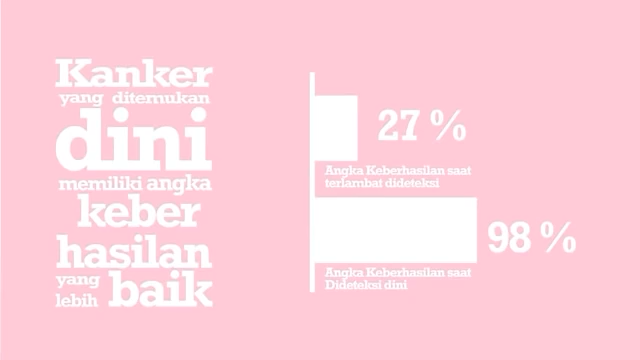 Kanker
yang ditemukan
dini
memiliki angka
keber
hasilan
yang
lebih baik
27 %
Angka Keberhasilan saat
terlambat dideteksi
98 %
Angka Keberhasilan saat
Dideteksi dini